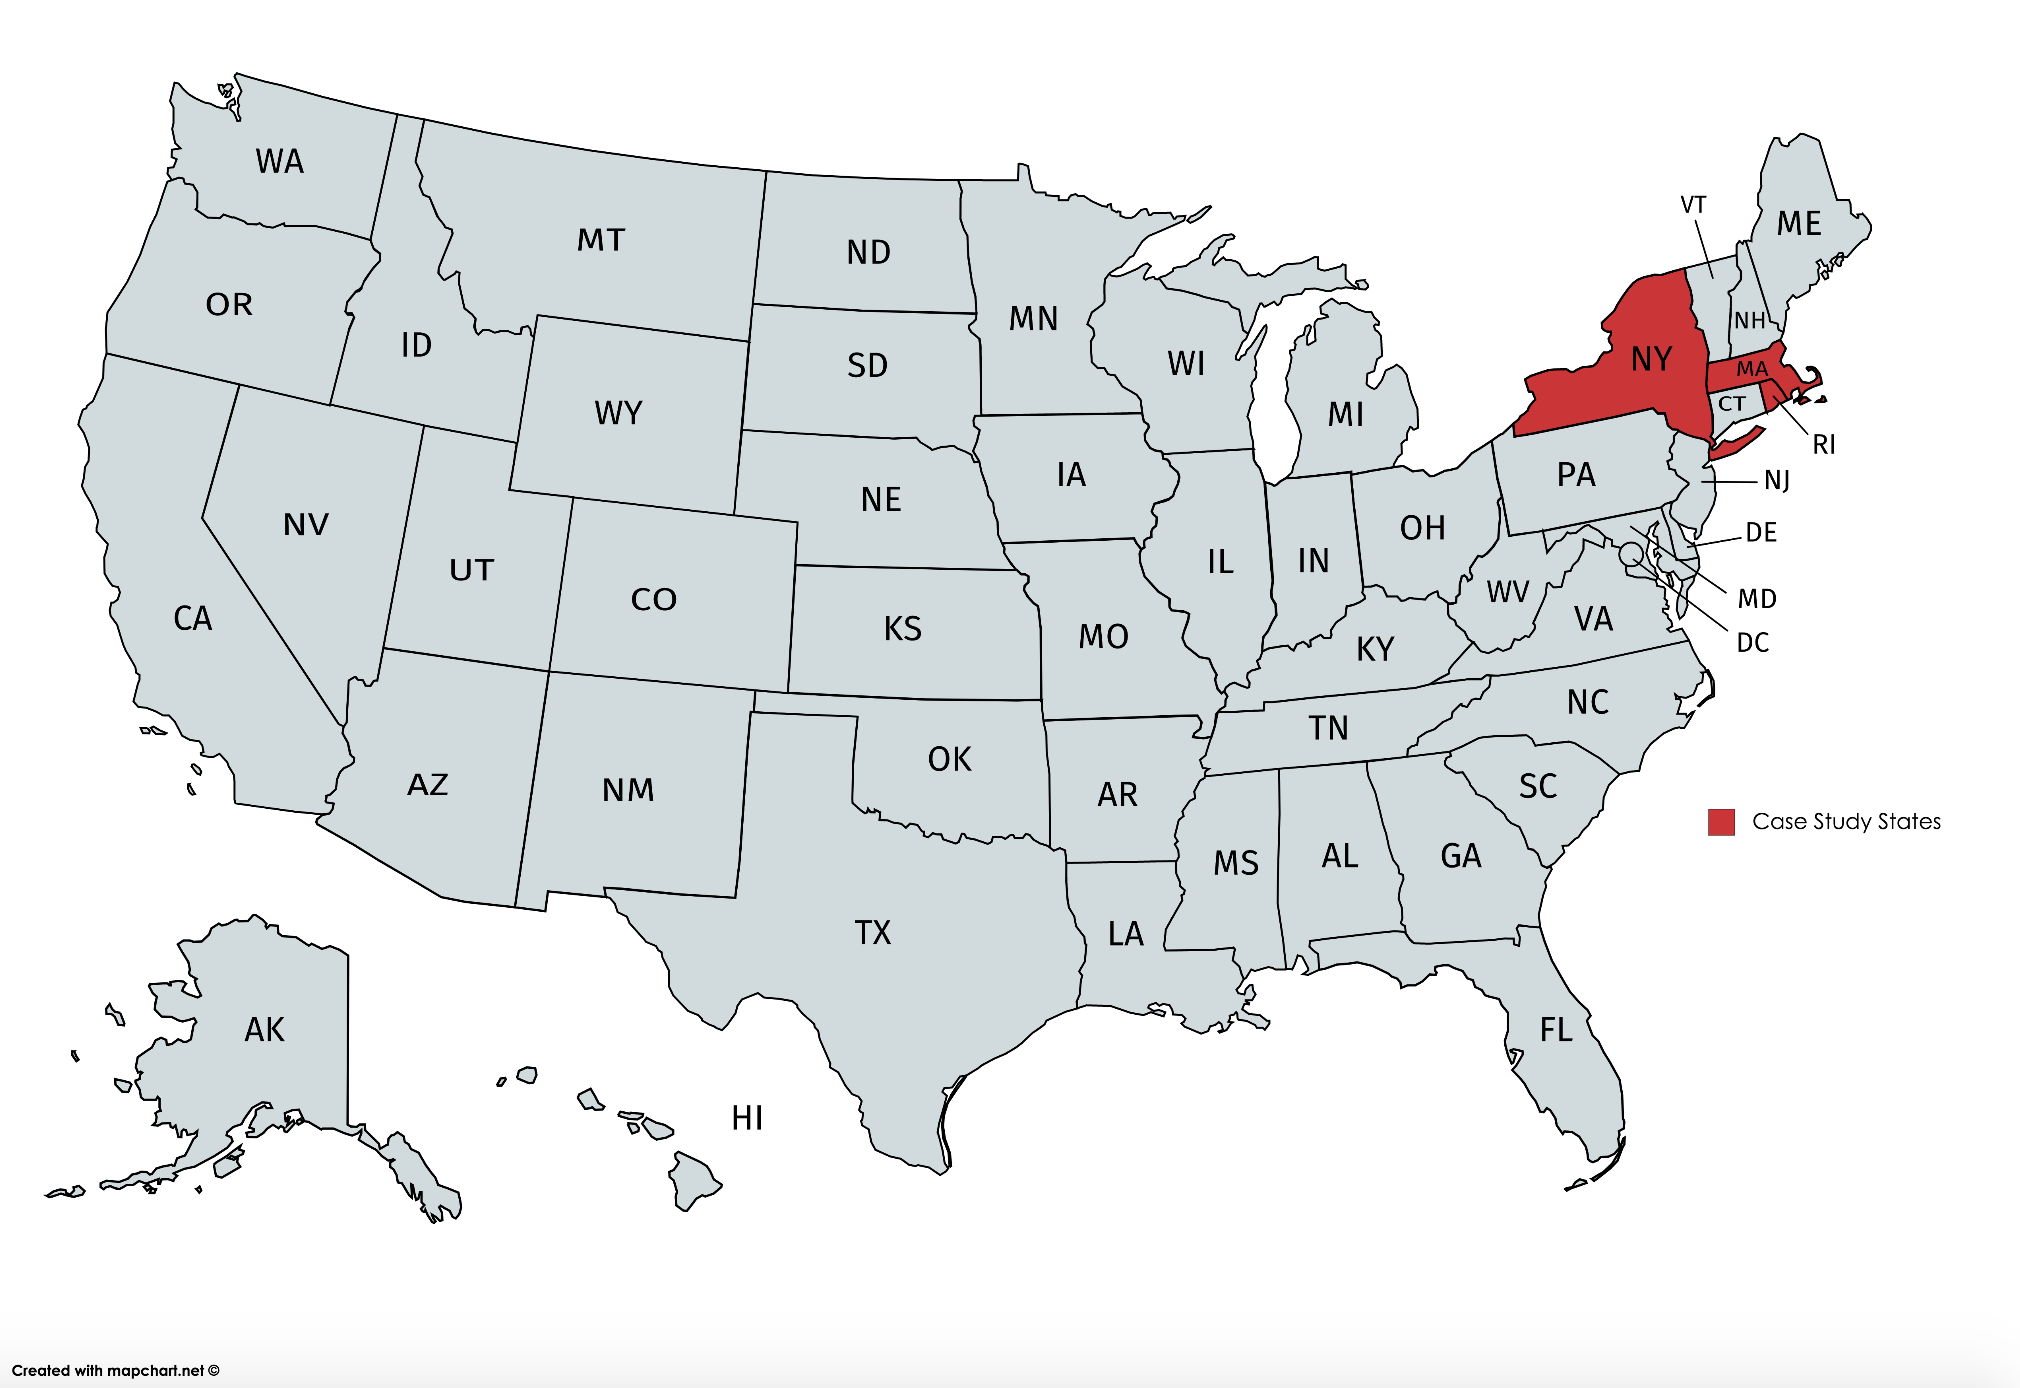 WA
VT
ME
MT
ND
OR
MN
NH
ID
NY
WI
SD
MA
WY
CT
MI
RI
IA
PA
NJ
NE
NV
OH
DE
UT
IL
IN
WV
CO
MD
CA
VA
KS
MO
DC
KY
NC
TN
OK
AZ
NM
AR
SC
Case Study States
MS
AL
GA
TX
LA
AK
FL
HI
Created with mapchart.net ©